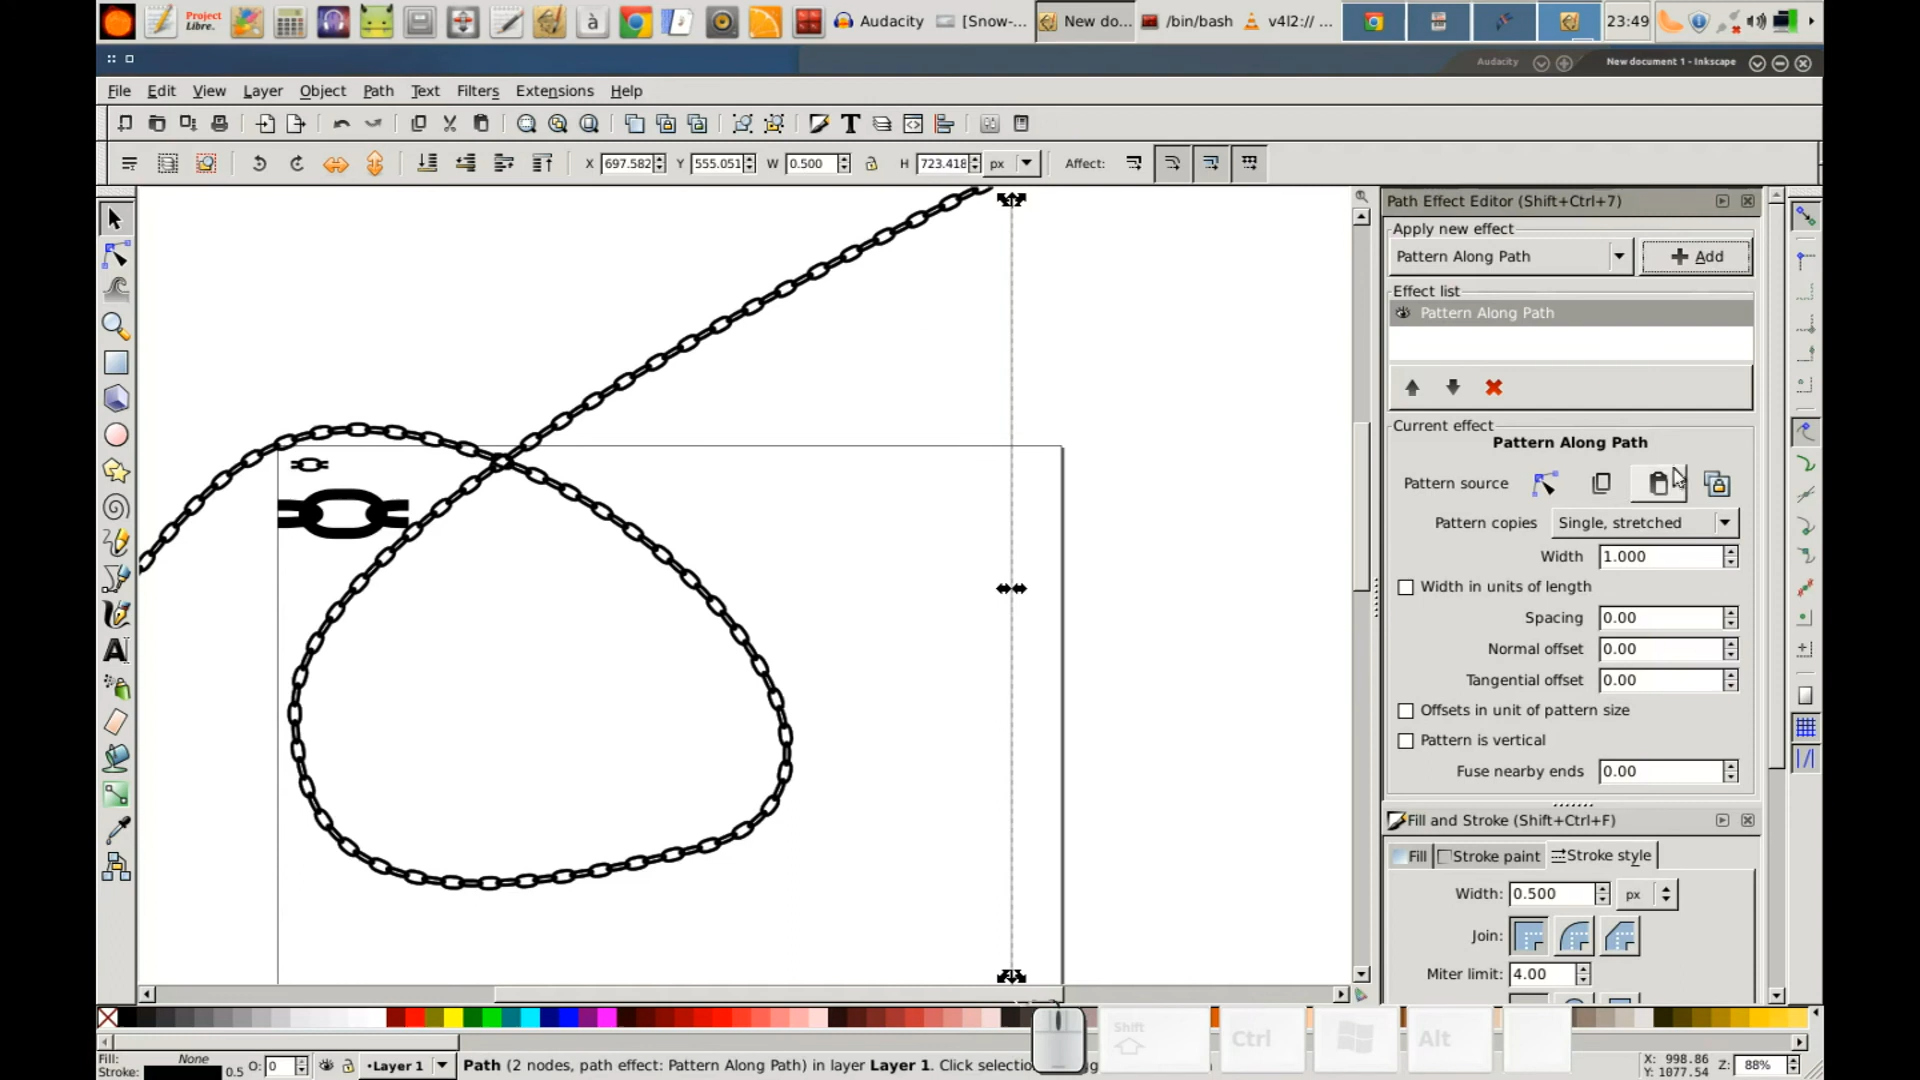 Project
Libre.
à
Audacity
[Snow-...
New do...
/bin/bash
v4l2:// ...
23:49
Audacity
New document 1 - Inkscape
File Edit View Layer Object Path Text Filters Extensions Help
X 697.582 Y 555.051 W 0.500 H 723.418 px Affect:
Path Effect Editor (Shift+Ctrl+7)
Apply new effect
Pattern Along Path
Add
Effect list
Pattern Along Path
Current effect
Pattern Along Path
Pattern source
Pattern copies Single, stretched
Width 1.000
Width in units of length
Spacing 0.00
Normal offset 0.00
Tangential offset 0.00
Offsets in unit of pattern size
Pattern is vertical
Fuse nearby ends 0.00
Fill and Stroke (Shift+Ctrl+F)
Fill Stroke paint Stroke style
Width: 0.500 px
Join:
Miter limit: 4.00
Shift
Ctrl
Alt
Fill: None
Stroke: 0.5
O: 0
•Layer 1
Path (2 nodes, path effect: Pattern Along Path) in layer Layer 1. Click selectio
X: 998.86
Y: 1077.54
Z: 88%